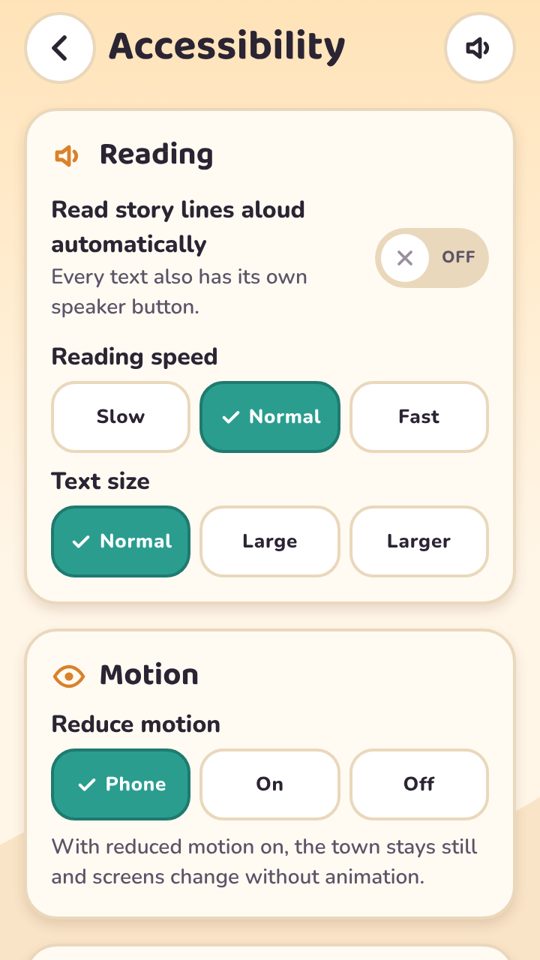 Accessibility
Reading
Read story lines aloud
automatically
Every text also has its own
speaker button.
OFF
Reading speed
Slow
Normal
Fast
Text size
Normal
Large
Larger
Motion
Reduce motion
Phone
On
Off
With reduced motion on, the town stays still
and screens change without animation.